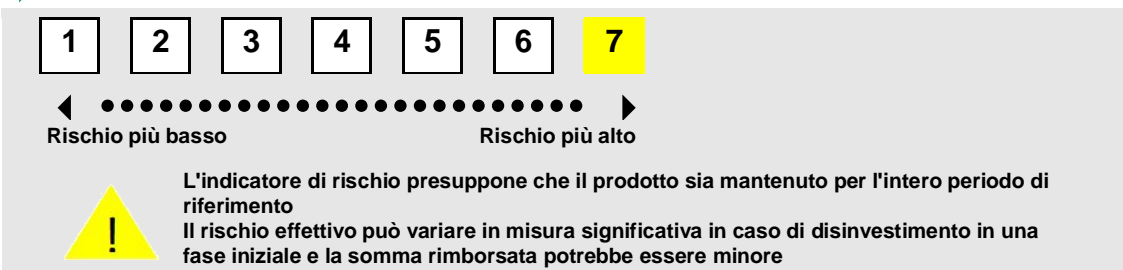 1 2 3 4 5 6 7
Rischio più basso Rischio più alto
L'indicatore di rischio presuppone che il prodotto sia mantenuto per l'intero periodo di
riferimento
Il rischio effettivo può variare in misura significativa in caso di disinvestimento in una
fase iniziale e la somma rimborsata potrebbe essere minore
!